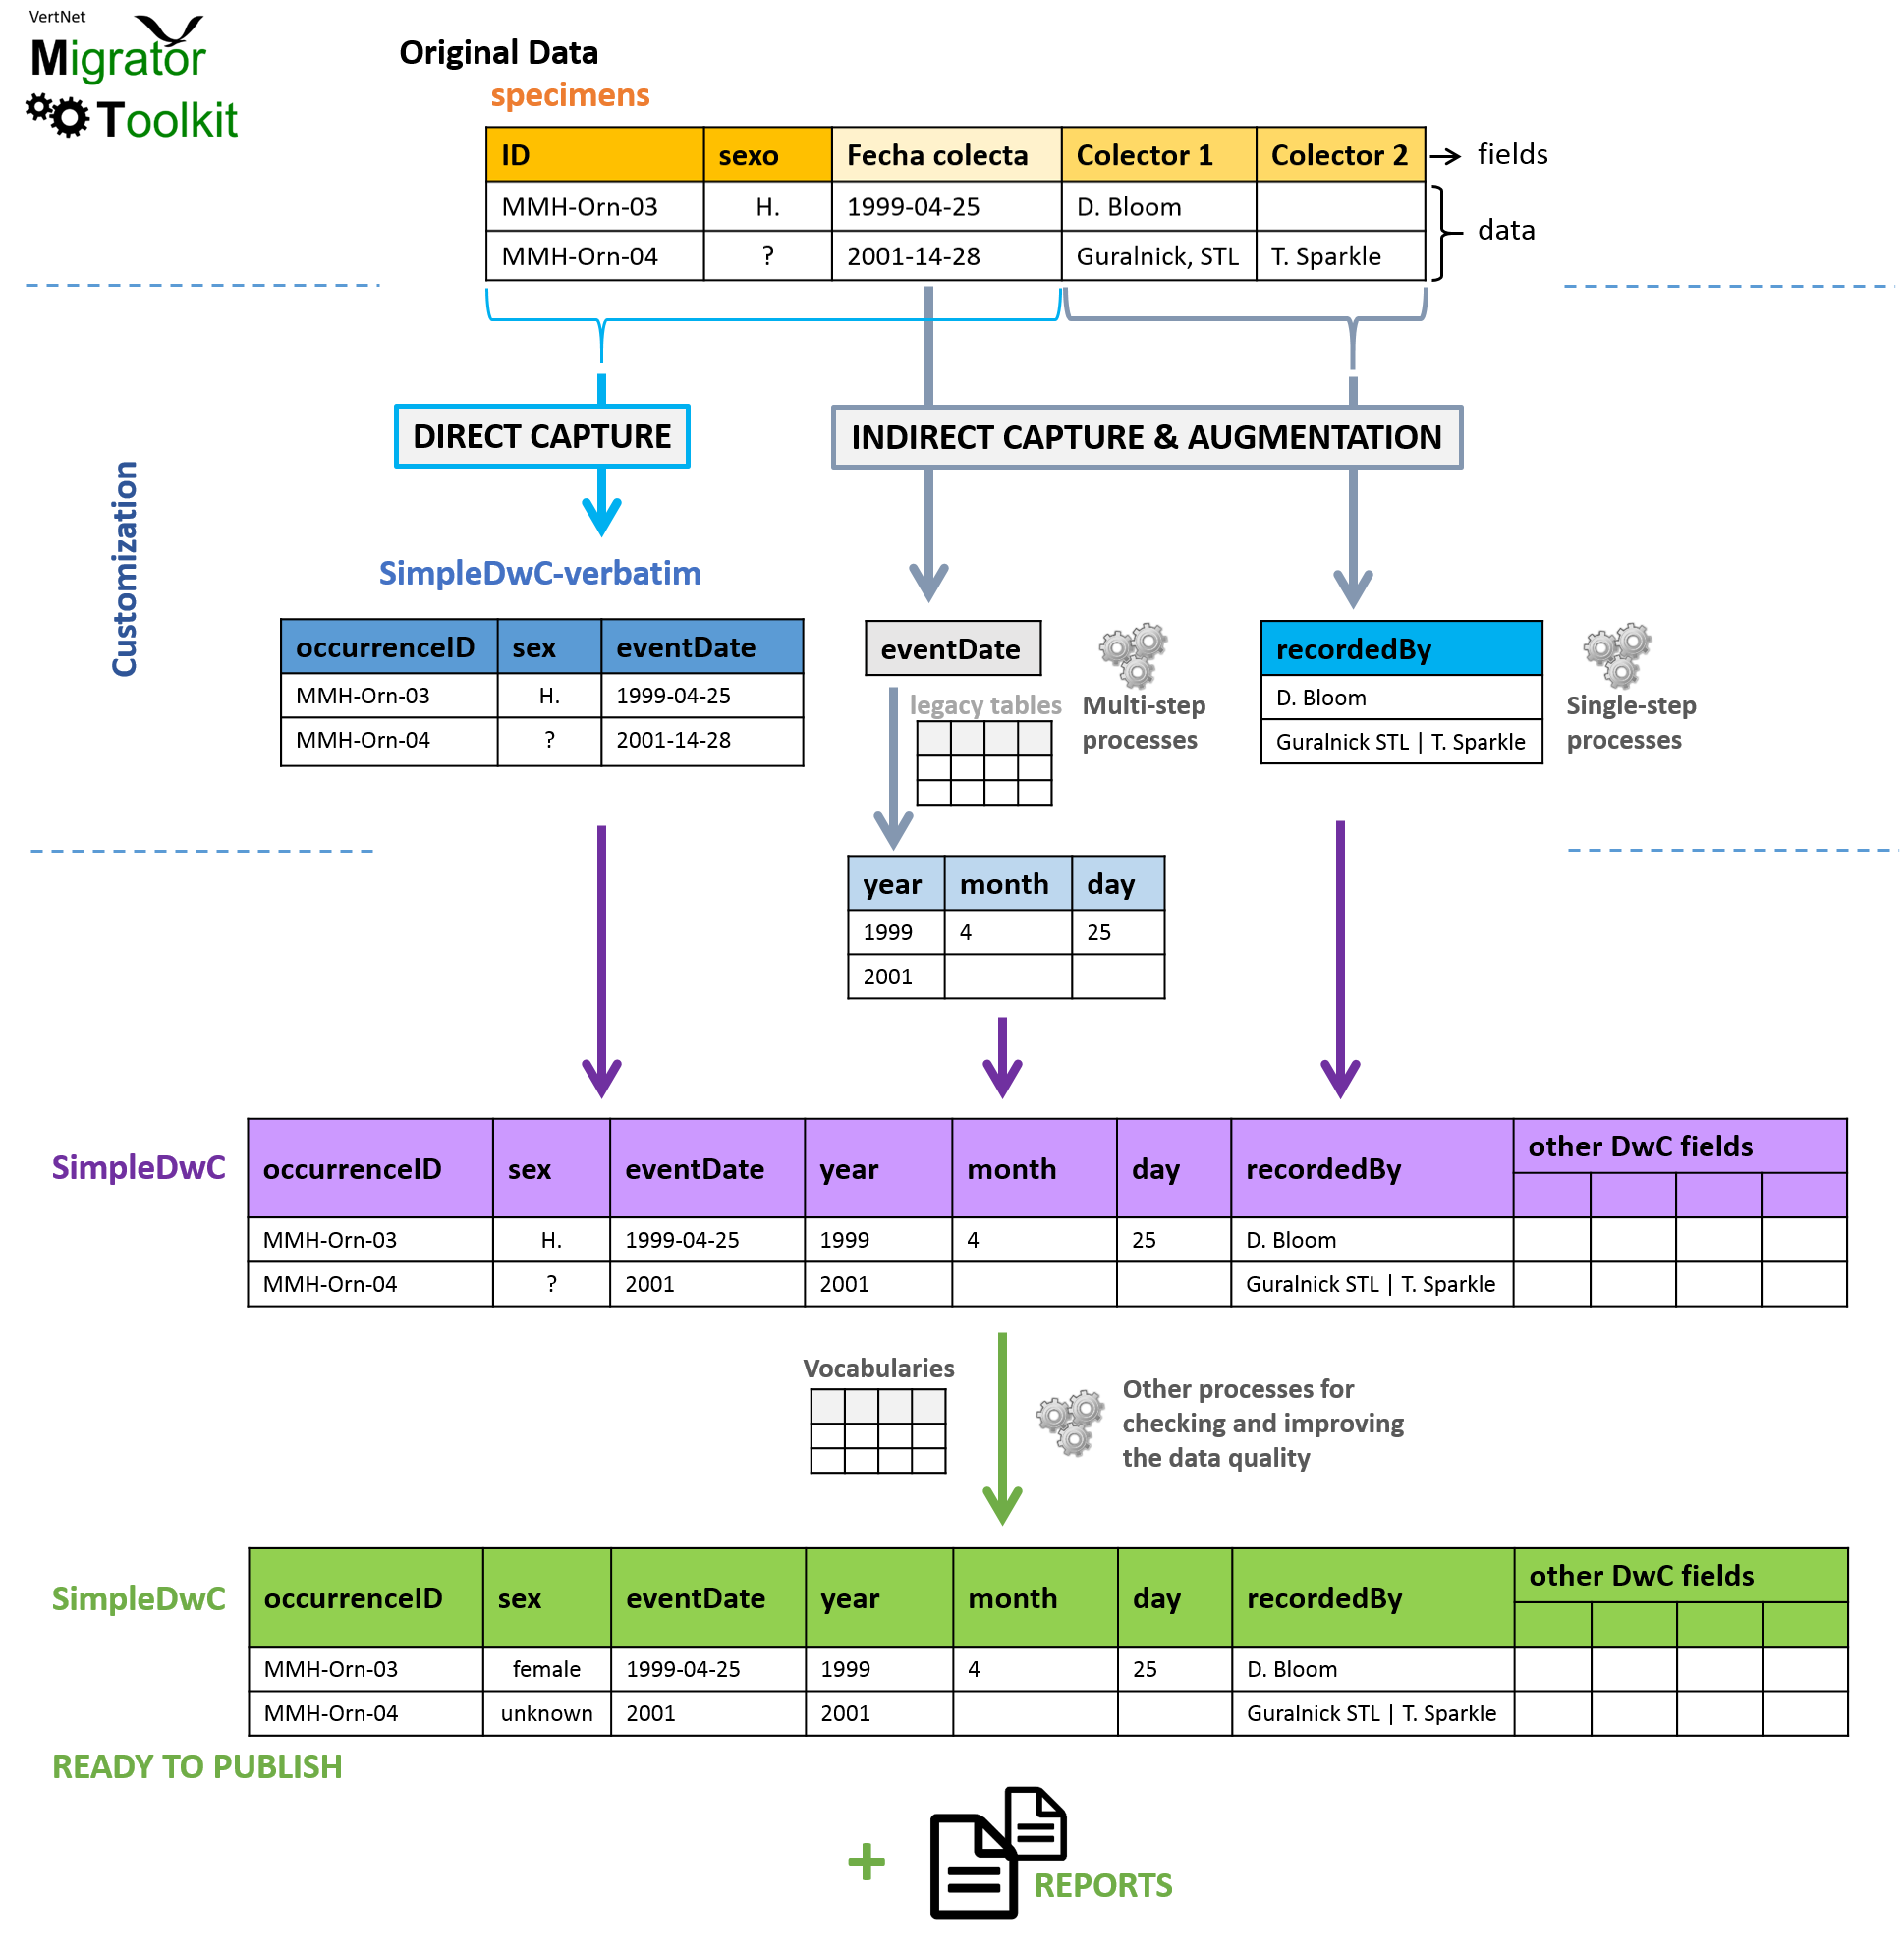 VertNet
Migrator
Toolkit
Original Data
specimens
ID sexo Fecha colecta Colector 1 Colector 2 fields
MMH-Orn-03 H. 1999-04-25 D. Bloom
data
MMH-Orn-04 ? 2001-14-28 Guralnick, STL T. Sparkle
DIRECT CAPTURE INDIRECT CAPTURE & AUGMENTATION
Customization
SimpleDwC-verbatim
occurrenceID sex eventDate
MMH-Orn-03 H. 1999-04-25
MMH-Orn-04 ? 2001-14-28
eventDate
legacy tables
Multi-step
processes
recordedBy
D. Bloom
Guralnick STL | T. Sparkle
Single-step
processes
year month day
1999 4 25
2001
SimpleDwC
occurrenceID sex eventDate year month day recordedBy other DwC fields
MMH-Orn-03 H. 1999-04-25 1999 4 25 D. Bloom
MMH-Orn-04 ? 2001 2001 Guralnick STL | T. Sparkle
Vocabularies
Other processes for
checking and improving
the data quality
SimpleDwC
occurrenceID sex eventDate year month day recordedBy other DwC fields
MMH-Orn-03 female 1999-04-25 1999 4 25 D. Bloom
MMH-Orn-04 unknown 2001 2001 Guralnick STL | T. Sparkle
READY TO PUBLISH
+ REPORTS